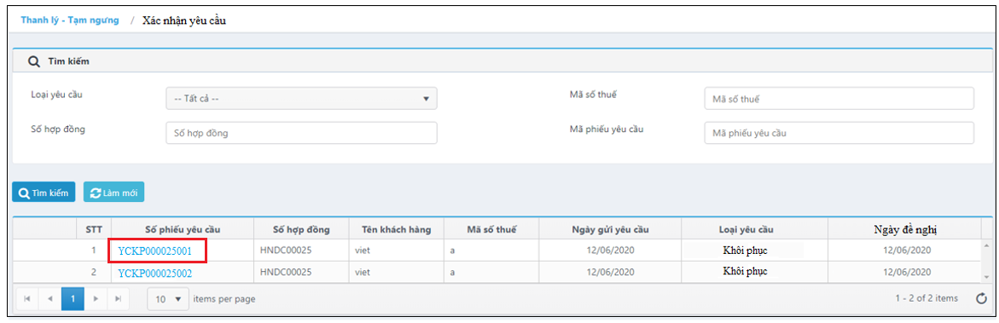 Thanh lý - Tạm ngưng / Xác nhận yêu cầu
Tìm kiếm
Loại yêu cầu -- Tất cả -- Mã số thuế Mã số thuế
Số hợp đồng Số hợp đồng Mã phiếu yêu cầu Mã phiếu yêu cầu
Tìm kiếm Làm mới
STT Số phiếu yêu cầu Số hợp đồng Tên khách hàng Mã số thuế Ngày gửi yêu cầu Loại yêu cầu Ngày đề nghị
1 YCKP000025001 HNDC00025 viet a 12/06/2020 Khôi phục 12/06/2020
2 YCKP000025002 HNDC00025 viet a 12/06/2020 Khôi phục 12/06/2020
1 10 items per page 1 - 2 of 2 items